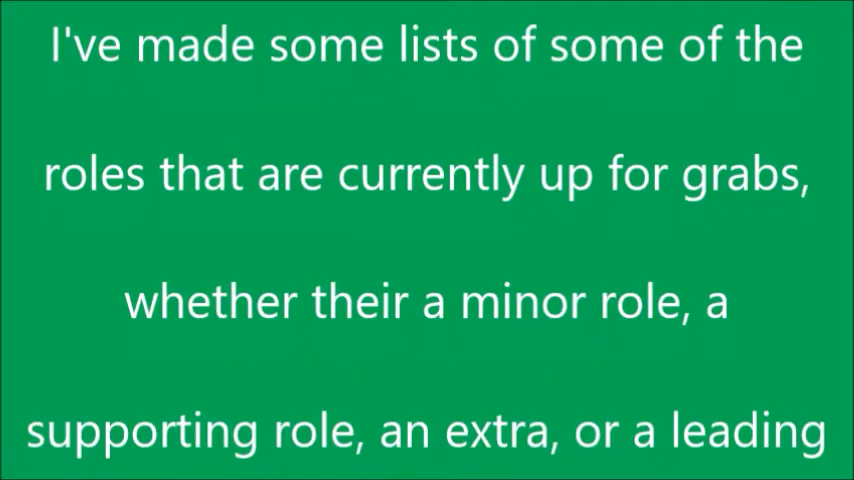 I've made some lists of some of the
roles that are currently up for grabs,
whether their a minor role, a
supporting role, an extra, or a leading